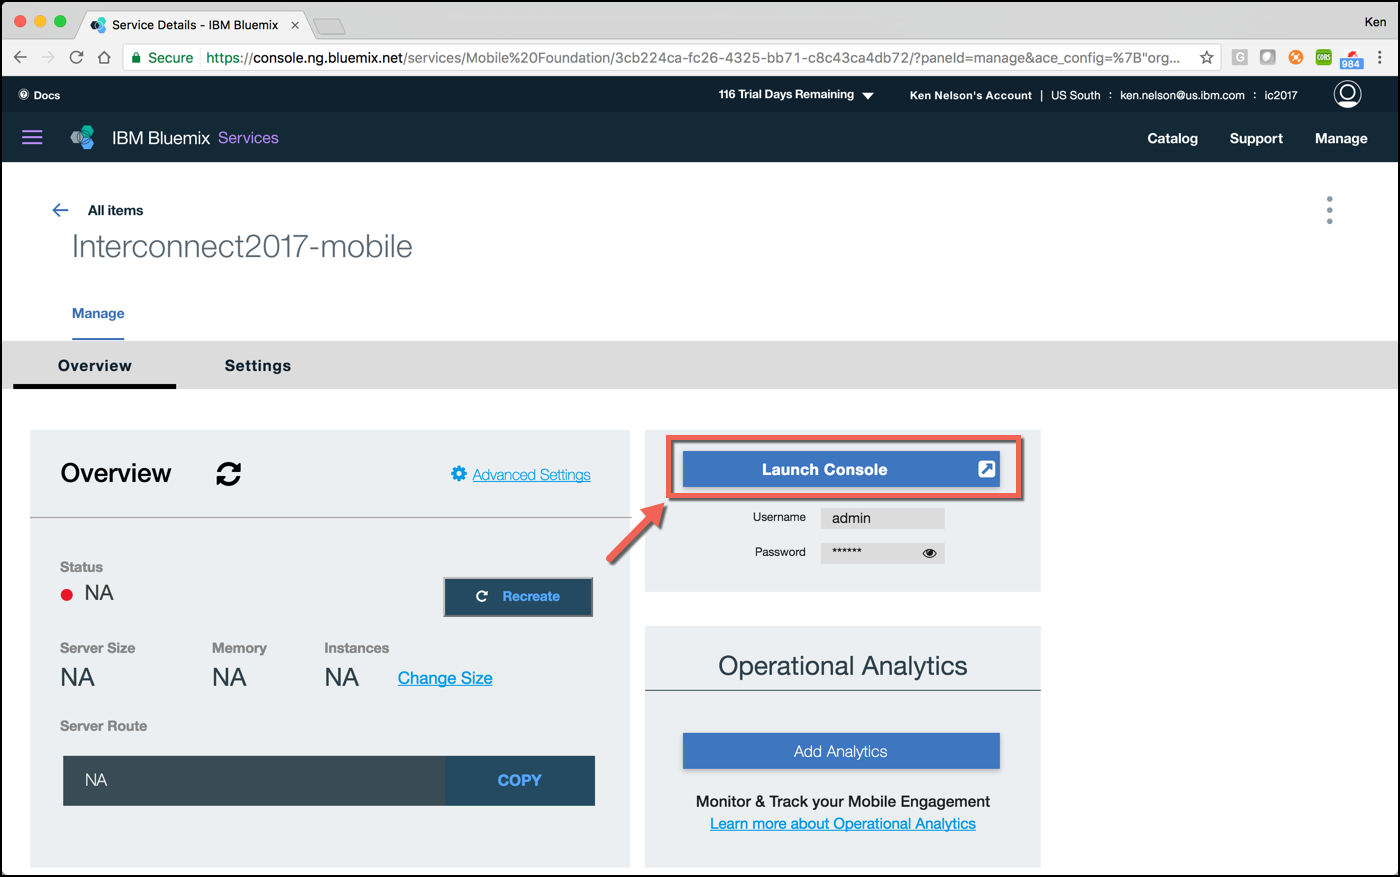 Service Details - IBM Bluemix
Ken
Secure https://console.ng.bluemix.net/services/Mobile%20Foundation/3cb224ca-fc26-4325-bb71-c8c43ca4db72/?paneId=manage&ace_config=%7B"org...
G
CORS
984
Docs
116 Trial Days Remaining
Ken Nelson's Account | US South : ken.nelson@us.ibm.com : ic2017
IBM Bluemix Services
Catalog Support Manage
All items
Interconnect2017-mobile
Manage
Overview Settings
Overview
Advanced Settings
Status
NA
Recreate
Server Size Memory Instances
NA NA NA Change Size
Server Route
NA COPY
Launch Console
Username admin
Password ******
Operational Analytics
Add Analytics
Monitor & Track your Mobile Engagement
Learn more about Operational Analytics